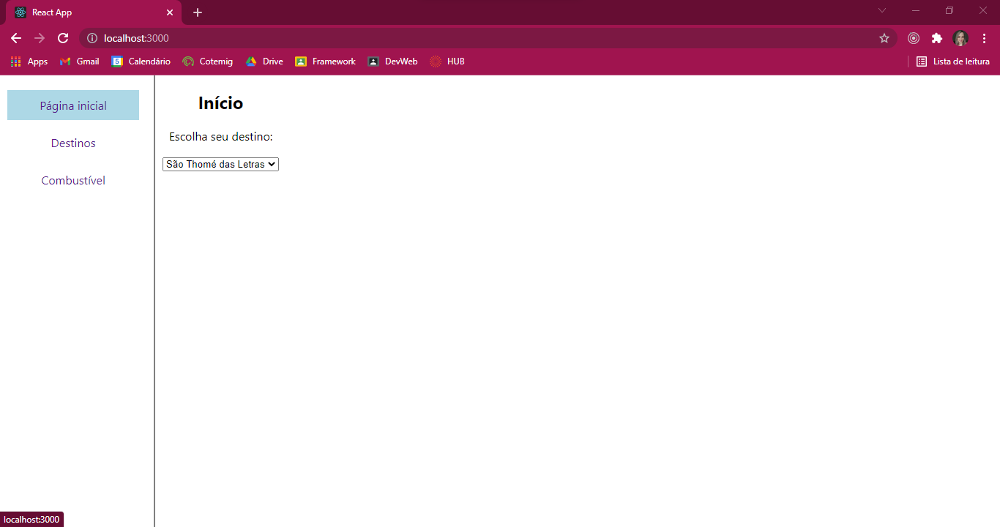 React App
localhost:3000
Apps
Gmail
5
Calendário
Cotemig
Drive
Framework
DevWeb
HUB
Lista de leitura
Página inicial
Destinos
Combustível
Início
Escolha seu destino:
São Thomé das Letras
localhost:3000